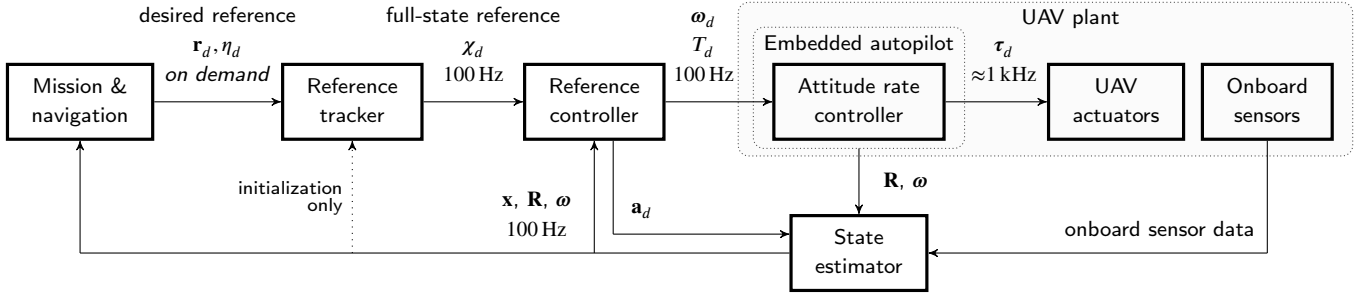 desired reference
full-state reference
UAV plant
𝐫_d, η_d
on demand
χ_d
100 Hz
ω_d
T_d
100 Hz
Embedded autopilot
τ_d
≈1 kHz
Mission &
navigation
Reference
tracker
Reference
controller
Attitude rate
controller
UAV
actuators
Onboard
sensors
initialization
only
𝐱, 𝐑, ω
100 Hz
𝐚_d
𝐑, ω
State
estimator
onboard sensor data